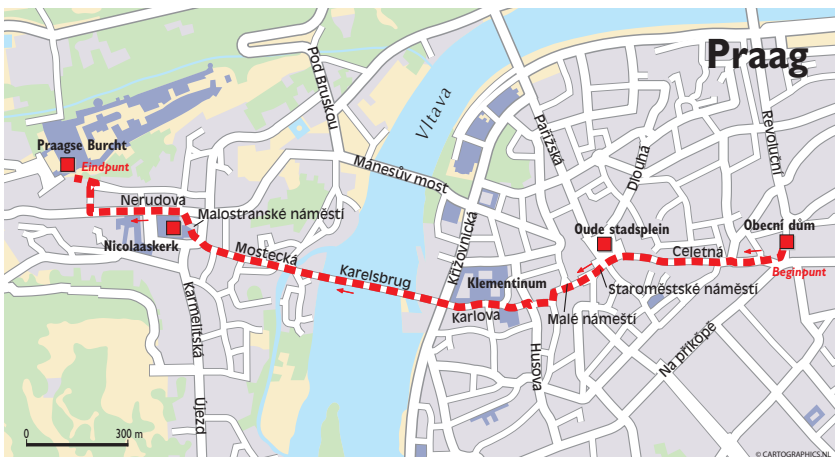 Praag
Pod Bruskou
Vltava
Pařížská
Revoluční
Praagse Burcht
Eindpunt
Mánesův most
Dlouhá
Nerudova
Malostranské náměstí
Nicolaaskerk
Mostecká
Karelsbrug
Křižovnická
Oude stadsplein
Obecní dům
Celetná
Beginpunt
Klementinum
Staroměstské náměstí
Karlova
Malé náměstí
Karmelitská
Husova
Na příkopě
Újezd
0
300 m
© CARTOGRAPHICS.NL